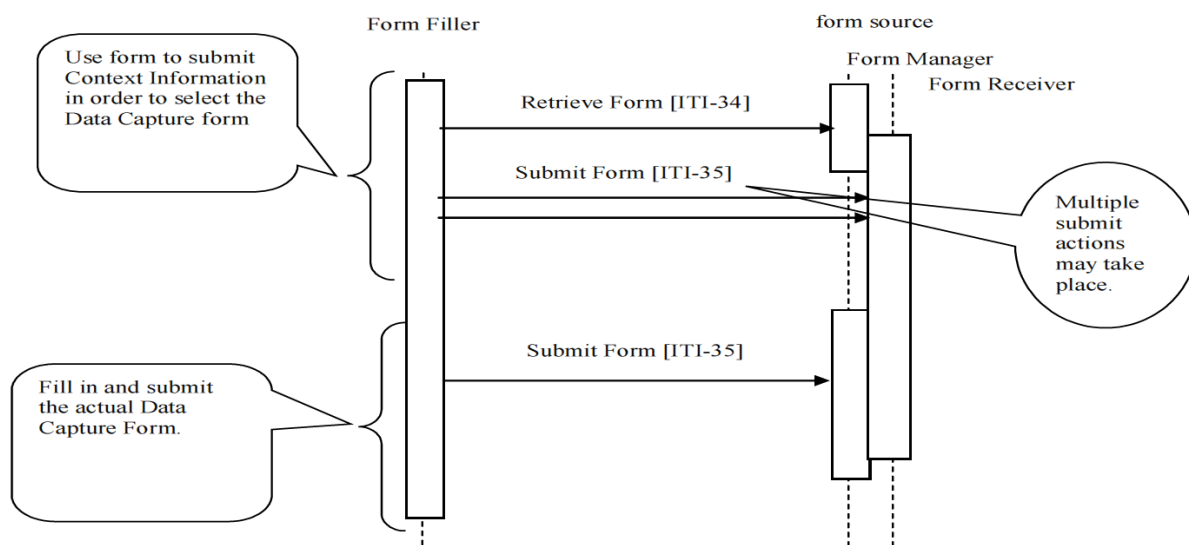 Form Filler
form source
Form Manager
Form Receiver
Use form to submit
Context Information
in order to select the
Data Capture form
Retrieve Form [ITI-34]
Submit Form [ITI-35]
Multiple
submit
actions
may take
place.
Submit Form [ITI-35]
Fill in and submit
the actual Data
Capture Form.